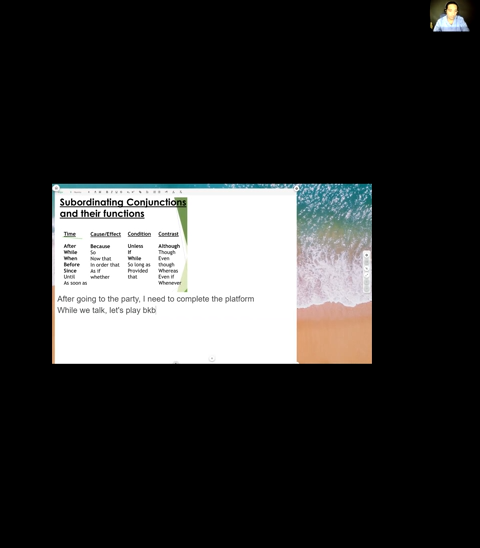 Subordinating Conjunctions
and their functions
Time Cause/Effect Condition Contrast
After Because Unless Although
While So If Though
When Now that While Even
Before In order that So long as though
Since As if Provided Whereas
Until whether that Even if
As soon as Whenever
After going to the party, I need to complete the platform
While we talk, let's play bkb